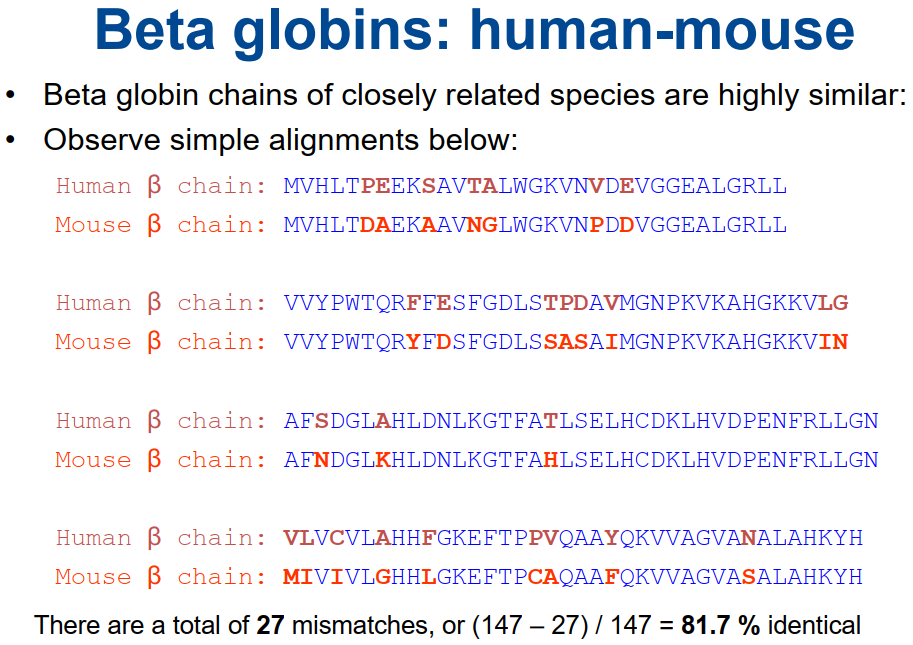 Beta globins: human-mouse
• Beta globin chains of closely related species are highly similar:
• Observe simple alignments below:
Human β chain: MVHLTPEEKSAVTALWGKVNVDEVGGEALGRLL
Mouse β chain: MVHLTDAEKAAVNGLWGKVNPDDVGGEALGRLL
Human β chain: VVYPWTQRFFESFGDLSTPDAVMGNPKVKAHGKKVLG
Mouse β chain: VVYPWTQRYFDSFGDLSSASAIMGNPKVKAHGKKVIN
Human β chain: AFSDGLAHLDNLKGTFATLSELHCDKLHVDPENFRLLGN
Mouse β chain: AFNDGLKHLDNLKGTFAHLSELHCDKLHVDPENFRLLGN
Human β chain: VLVCVLAHHFGKEFTPPVQAAYQKVVAGVANALAHKYH
Mouse β chain: MIVIVLGHHLGKEFTPCAQAAFQKVVAGVASALAHKYH
There are a total of 27 mismatches, or (147 – 27) / 147 = 81.7 % identical